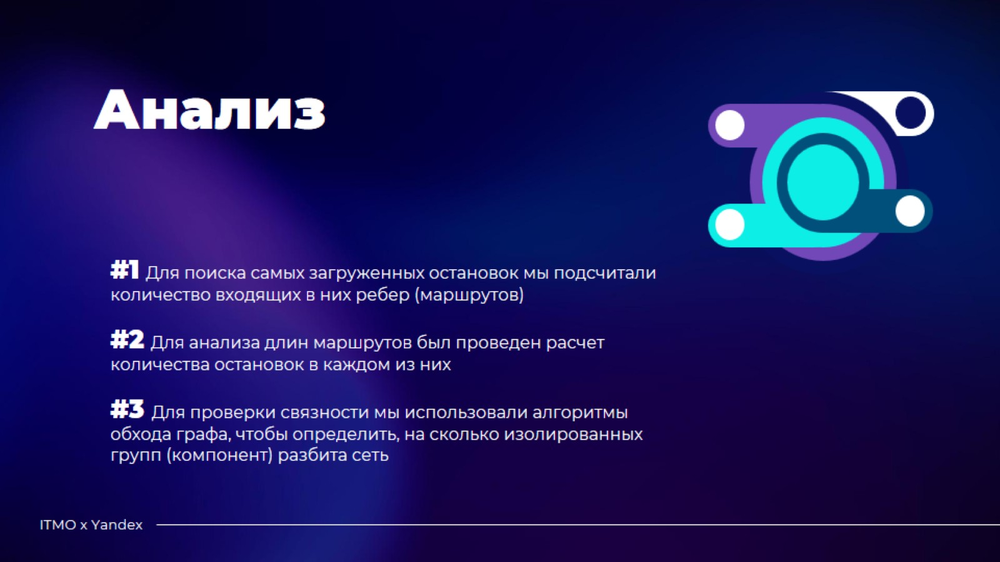 Анализ
#1 Для поиска самых загруженных остановок мы подсчитали
количество входящих в них ребер (маршрутов)
#2 Для анализа длин маршрутов был проведен расчет
количества остановок в каждом из них
#3 Для проверки связности мы использовали алгоритмы
обхода графа, чтобы определить, на сколько изолированных
групп (компонент) разбита сеть
ITMO x Yandex